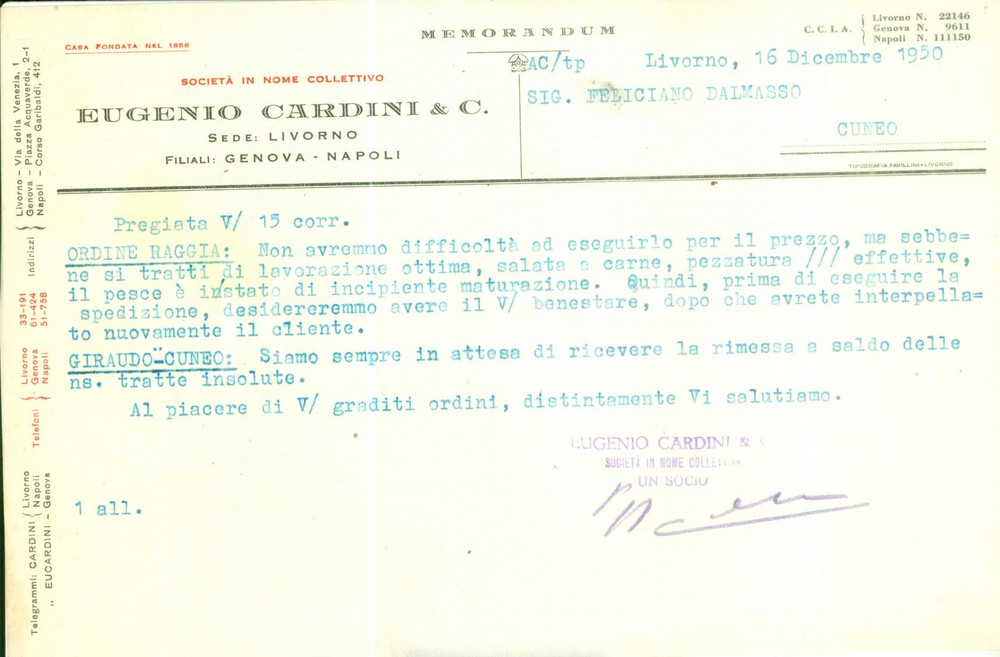 MEMORANDUM
CASA FONDATA NEL 1886
SOCIETÀ IN NOME COLLETTIVO
EUGENIO CARDINI & C.
SEDE: LIVORNO
FILIALI: GENOVA - NAPOLI
C.C.I.A. Livorno N. 22146
Genova N. 9611
Napoli N. 111150
AC/tp Livorno, 16 Dicembre 1950
SIG. FELICIANO DALMASSO
CUNEO
TIPOGRAFIA FAVILLINI-LIVORNO
Pregiata V/ 15 corr.
ORDINE RAGGIA: Non avremmo difficoltà ad eseguirlo per il prezzo, ma sebbe=
ne si tratti di lavorazione ottima, salata a carne, pezzatura /// effettive,
il pesce è in stato di incipiente maturazione. Quindi, prima di eseguire la
spedizione, desidereremmo avere il V/ benestare, dopo che avrete interpella=
to nuovamente il cliente.
GIRAUDO-CUNEO: Siamo sempre in attesa di ricevere la rimessa a saldo delle
ns. tratte insolute.
Al piacere di V/ graditi ordini, distintamente Vi salutiamo.
EUGENIO CARDINI &
SOCIETÀ IN NOME
UN SOCIO
1 all.
Indirizzi
Livorno - Via della Venezia, 1
Genova - Piazza Acquaverde, 2-1
Napoli - Corso Garibaldi, 412
Telefoni
Livorno 33-191
Genova 61-424
Napoli 51-758
Telegrammi: CARDINI Livorno
Napoli
„ EUCARDINI - Genova